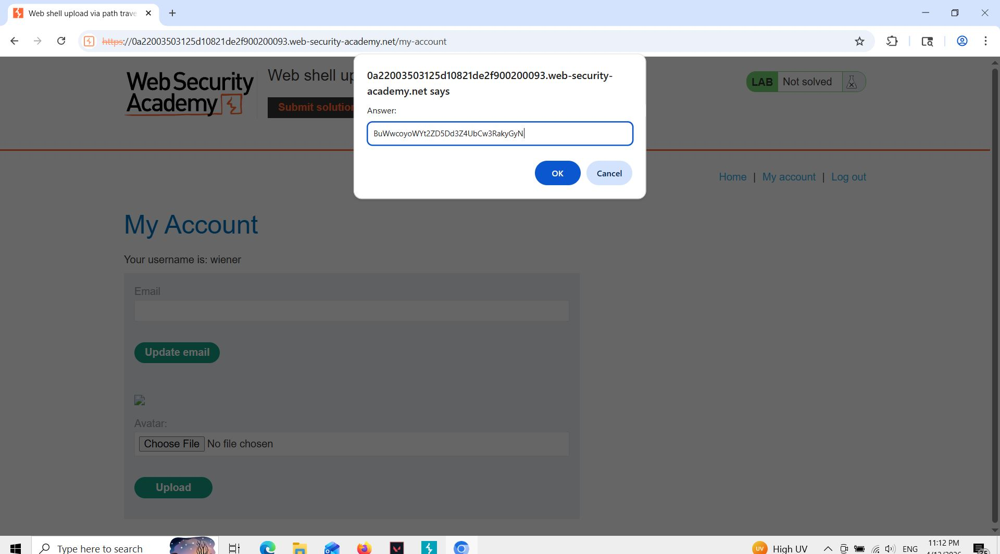 Web shell upload via path trave
https://0a22003503125d10821de2f900200093.web-security-academy.net/my-account
0a22003503125d10821de2f900200093.web-security-
academy.net says
Answer:
BuWwcoyoWYt2ZD5Dd3Z4UbCw3RakyGyN
OK
Cancel
Web Security
Academy
Web shell up
Submit solution
LAB
Not solved
Home | My account | Log out
My Account
Your username is: wiener
Email
Update email
Avatar:
Choose File No file chosen
Upload
Type here to search
UV
High UV
ENG
11:12 PM